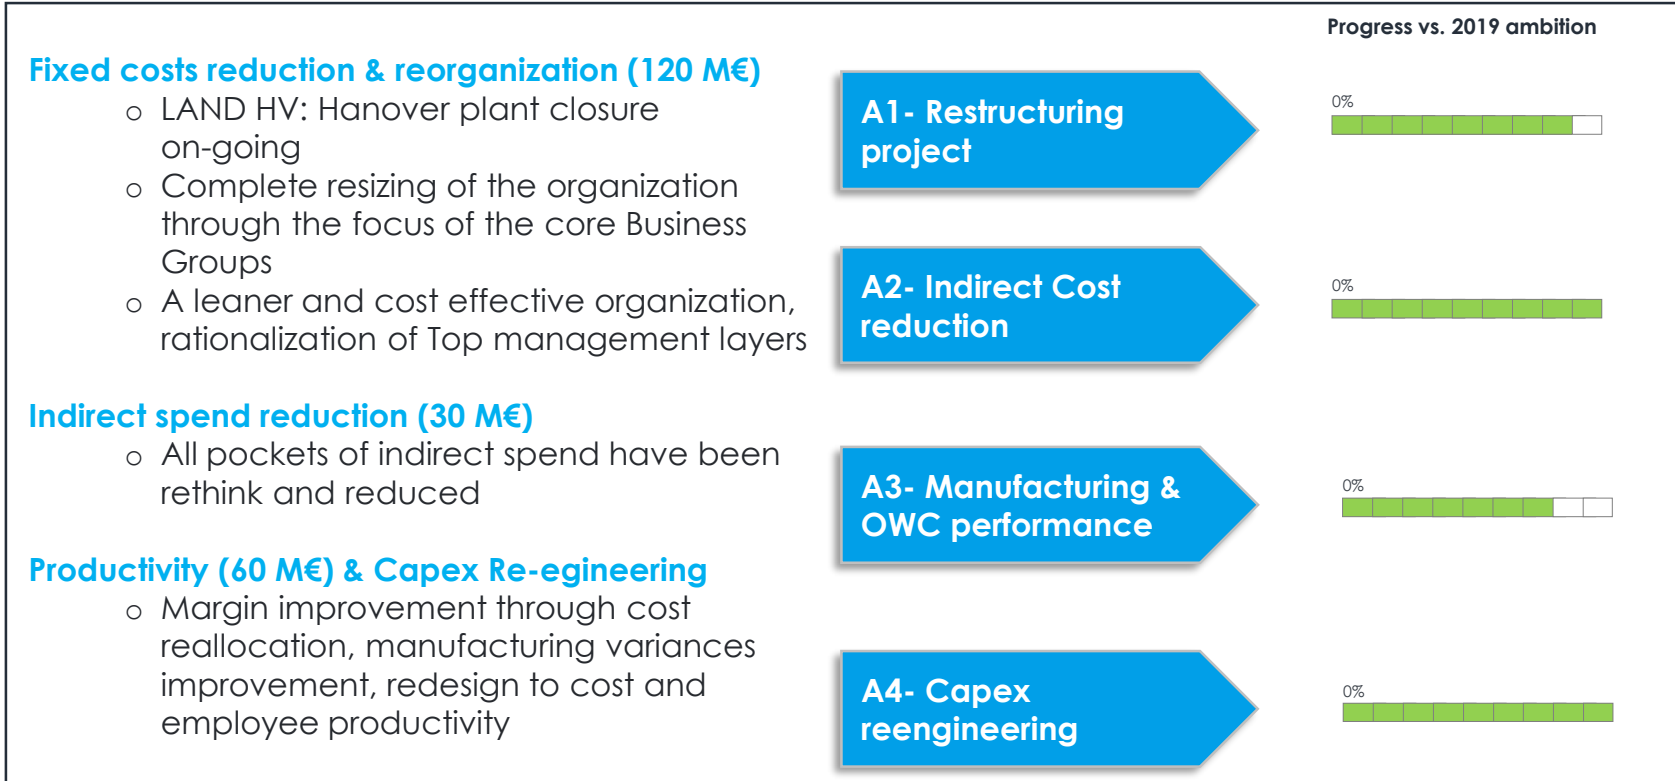 Progress vs. 2019 ambition
Fixed costs reduction & reorganization (120 M€)
o LAND HV: Hanover plant closure
on-going
o Complete resizing of the organization
through the focus of the core Business
Groups
o A leaner and cost effective organization,
rationalization of Top management layers
Indirect spend reduction (30 M€)
o All pockets of indirect spend have been
rethink and reduced
Productivity (60 M€) & Capex Re-egineering
o Margin improvement through cost
reallocation, manufacturing variances
improvement, redesign to cost and
employee productivity
A1- Restructuring
project
0%
A2- Indirect Cost
reduction
0%
A3- Manufacturing &
OWC performance
0%
A4- Capex
reengineering
0%